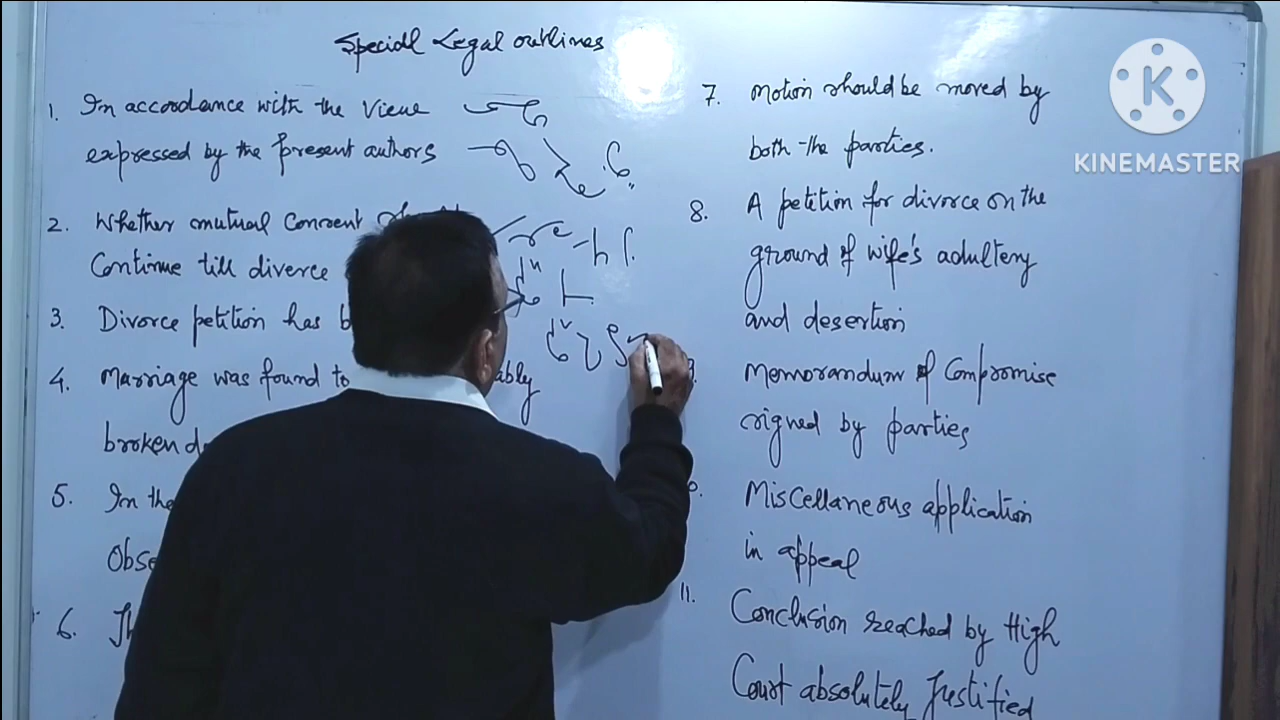 Special Legal outlines
1. In accordance with the view
expressed by the present authors
2. Whether mutual Consent
Continue till diverce
3. Divorce petition has
4. Marriage was found to
broken
5. In the
6.
7. Motion should be moved by
both the parties.
8. A petition for divorce on the
ground of wife's adultery
and desertion
9. Memorandum of Compromise
signed by parties
Miscellaneous application
in appeal
11. Conclusion reached by High
Court absolutely Justified
K
KINEMASTER